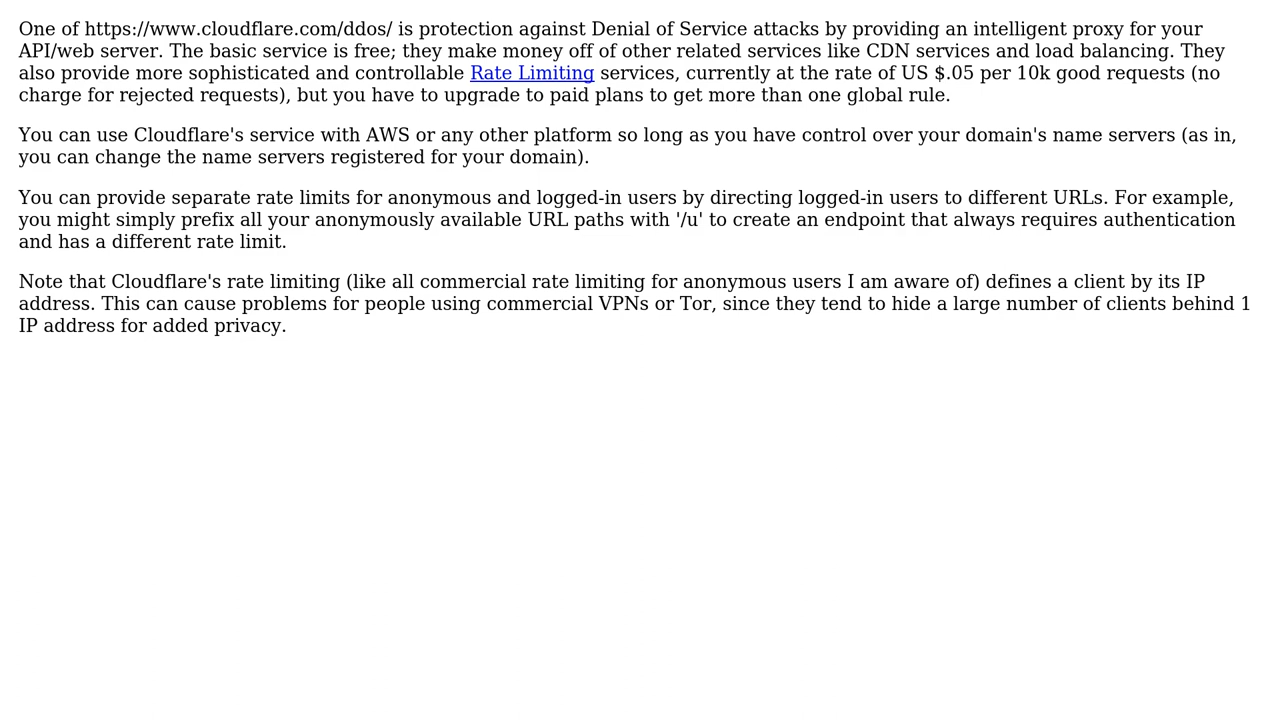 One of https://www.cloudflare.com/ddos/ is protection against Denial of Service attacks by providing an intelligent proxy for your
API/web server. The basic service is free; they make money off of other related services like CDN services and load balancing. They
also provide more sophisticated and controllable Rate Limiting services, currently at the rate of US $.05 per 10k good requests (no
charge for rejected requests), but you have to upgrade to paid plans to get more than one global rule.
You can use Cloudflare's service with AWS or any other platform so long as you have control over your domain's name servers (as in,
you can change the name servers registered for your domain).
You can provide separate rate limits for anonymous and logged-in users by directing logged-in users to different URLs. For example,
you might simply prefix all your anonymously available URL paths with '/u' to create an endpoint that always requires authentication
and has a different rate limit.
Note that Cloudflare's rate limiting (like all commercial rate limiting for anonymous users I am aware of) defines a client by its IP
address. This can cause problems for people using commercial VPNs or Tor, since they tend to hide a large number of clients behind 1
IP address for added privacy.